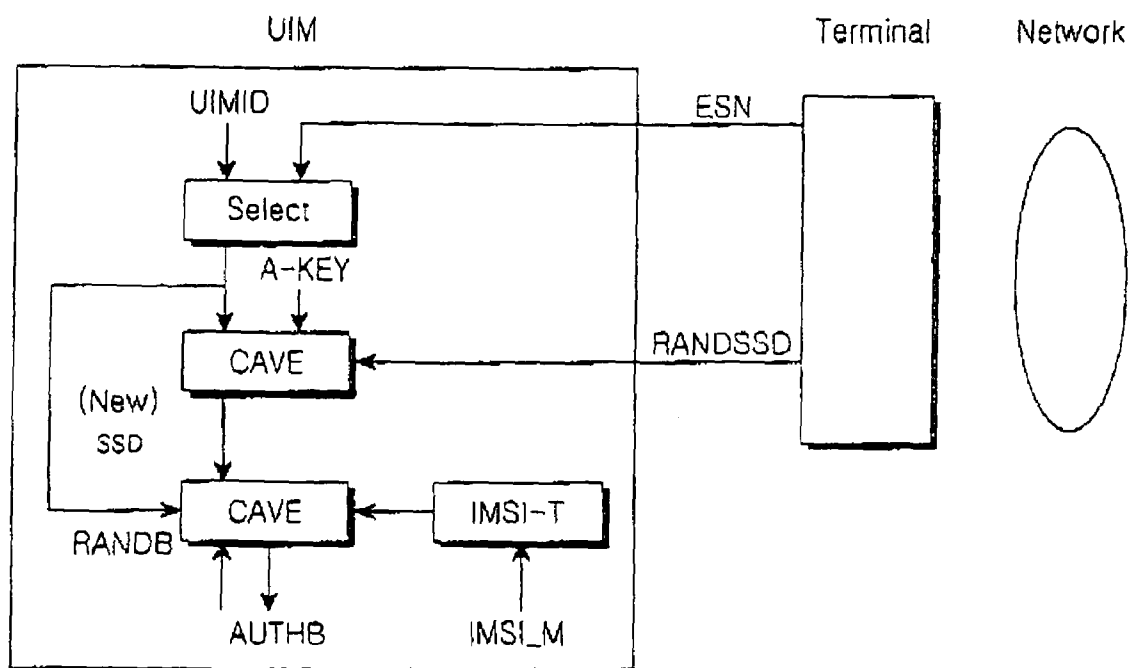 UIM
Terminal
Network
UIMID
ESN
Select
A-KEY
RANDSSD
CAVE
(New)
SSD
CAVE
IMSI-T
RANDB
AUTHB
IMSI_M